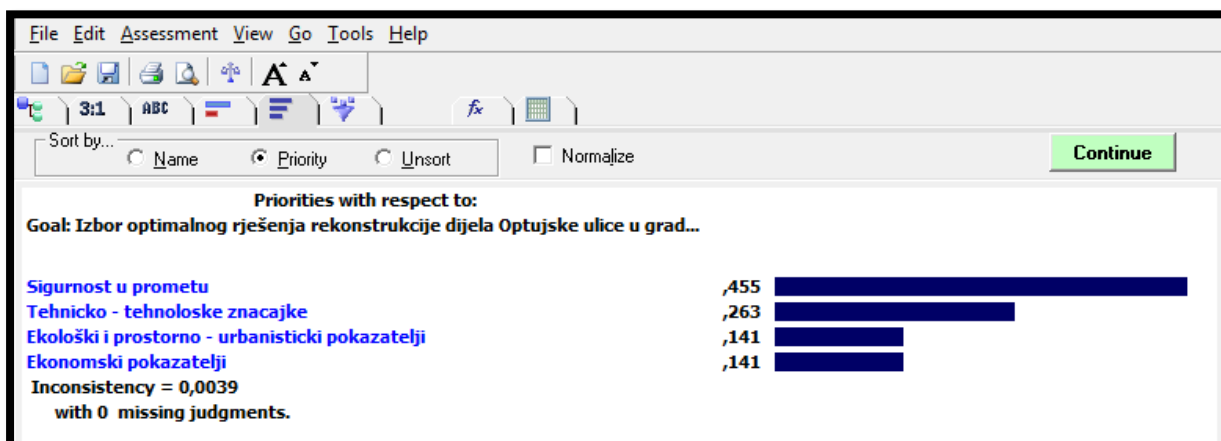 File Edit Assessment View Go Tools Help
A A
3:1 ABC fx
Sort by... Name Priority Unsort Normalize Continue
Priorities with respect to:
Goal: Izbor optimalnog rješenja rekonstrukcije dijela Optujske ulice u grad...
Sigurnost u prometu ,455
Tehnicko - tehnoloske znacajke ,263
Ekološki i prostorno - urbanisticki pokazatelji ,141
Ekonomski pokazatelji ,141
Inconsistency = 0,0039
with 0 missing judgments.